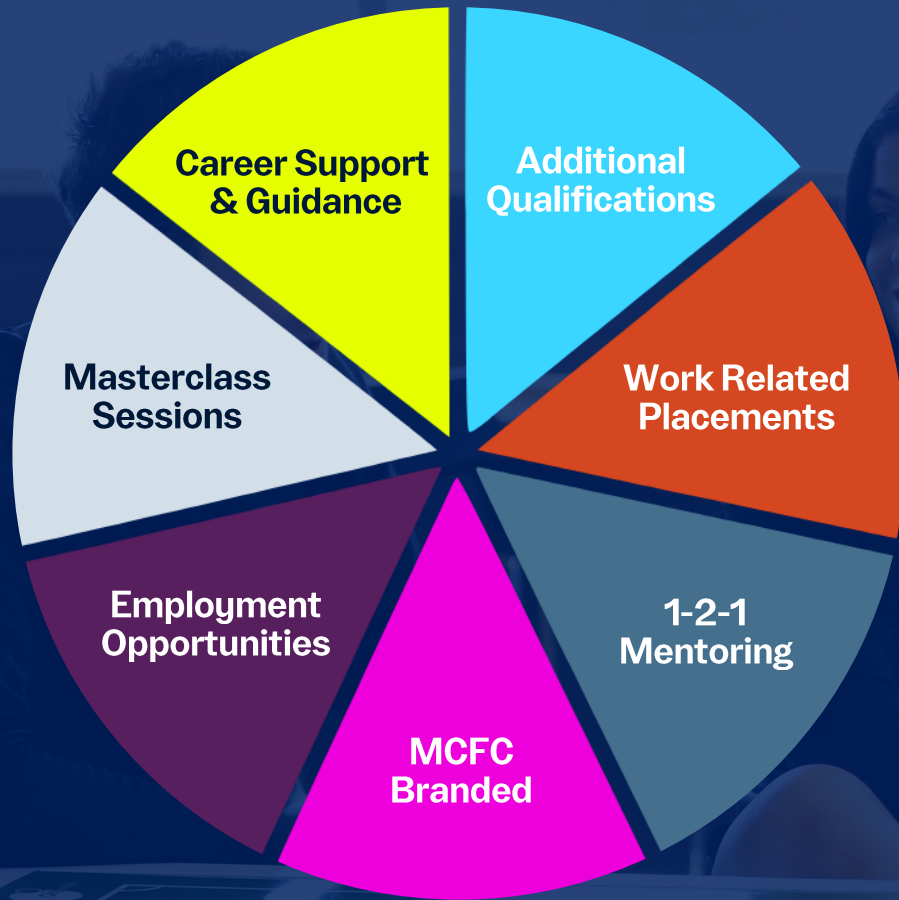 Career Support
& Guidance
Additional
Qualifications
Masterclass
Sessions
Work Related
Placements
Employment
Opportunities
1-2-1
Mentoring
MCFC
Branded